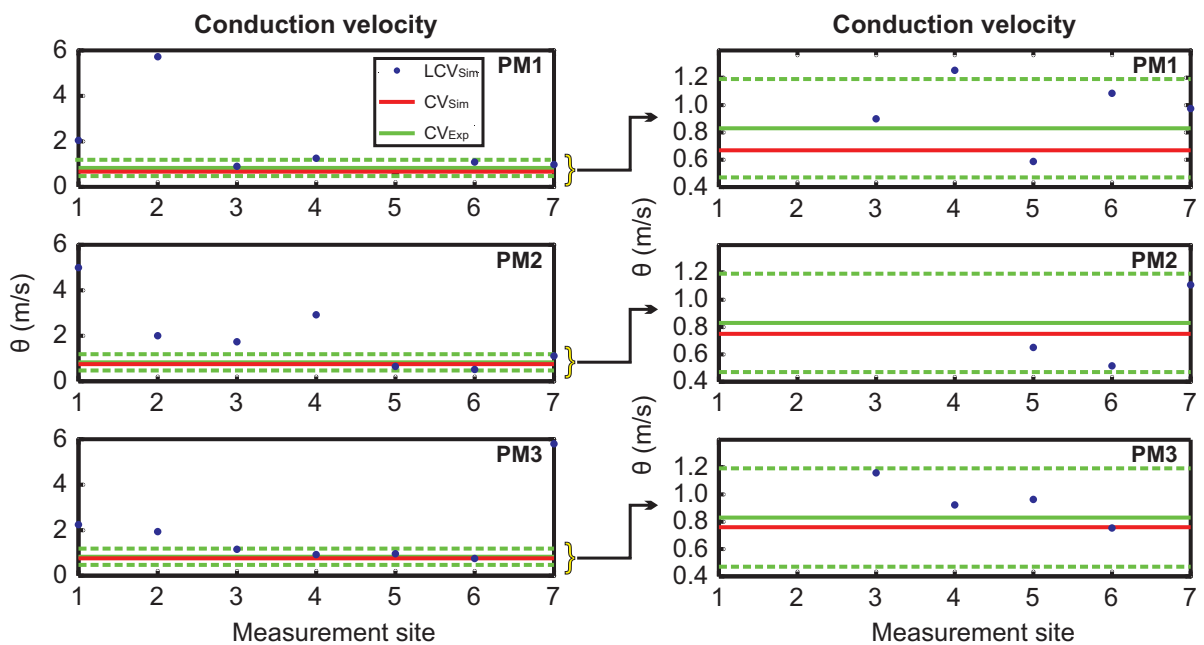 Conduction velocity
6
4
2
0
PM1
LCVSim
CVSim
CVExp
1 2 3 4 5 6 7
Conduction velocity
1.2
1.0
0.8
0.6
0.4
PM1
1 2 3 4 5 6 7
6
4
2
0
PM2
1 2 3 4 5 6 7
θ (m/s)
θ (m/s)
1.2
1.0
0.8
0.6
0.4
PM2
1 2 3 4 5 6 7
6
4
2
0
PM3
1 2 3 4 5 6 7
Measurement site
θ (m/s)
1.2
1.0
0.8
0.6
0.4
PM3
1 2 3 4 5 6 7
Measurement site